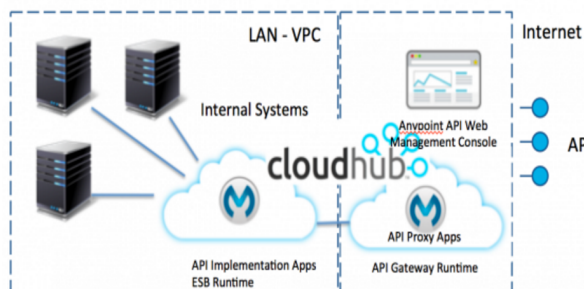 LAN - VPC
Internet
Internal Systems
Anypoint API Web
Management Console
cloudhub
AP
API Proxy Apps
API Implementation Apps
ESB Runtime
API Gateway Runtime